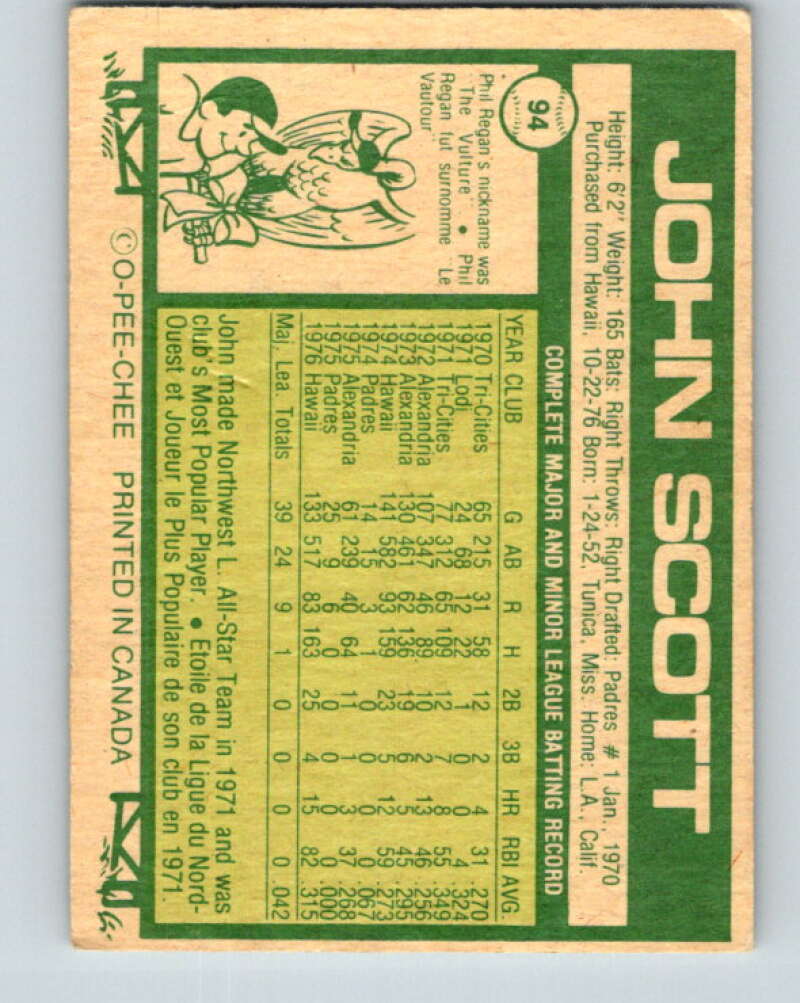 JOHN SCOTT
Height: 6'2" Weight: 165 Bats: Right Throws: Right Drafted: Padres # 1 Jan., 1970
Purchased from Hawaii, 10-22-76 Born: 1-24-52, Tunica, Miss. Home: L.A., Calif.
94
Phil Regan's nickname was
"The Vulture" ● Phil
Regan fut surnomme "Le
Vautour"
COMPLETE MAJOR AND MINOR LEAGUE BATTING RECORD
YEAR CLUB G AB R H 2B 3B HR RBI AVG.
1970 Tri-Cities 65 215 31 58 12 2 4 31 .270
1971 Lodi 24 68 12 22 1 0 0 4 .324
1971 Tri-Cities 77 312 65 109 12 7 8 55 .349
1972 Alexandria 107 347 46 89 10 2 13 46 .256
1973 Alexandria 130 461 62 136 19 6 5 45 .295
1974 Hawaii 141 582 93 159 23 5 12 59 .273
1974 Padres 14 15 3 1 0 0 0 0 .067
1975 Alexandria 61 239 40 64 11 1 3 37 .268
1975 Padres 25 9 6 0 0 0 0 0 .000
1976 Hawaii 133 517 83 163 25 4 15 82 .315
Maj. Lea. Totals 39 24 9 1 0 0 0 0 .042
John made Northwest L. All-Star Team in 1971 and was
club's Most Popular Player. ● Etoile de la Ligue du Nord-
Ouest et Joueur le Plus Populaire de son club en 1971.
© O-PEE-CHEE PRINTED IN CANADA